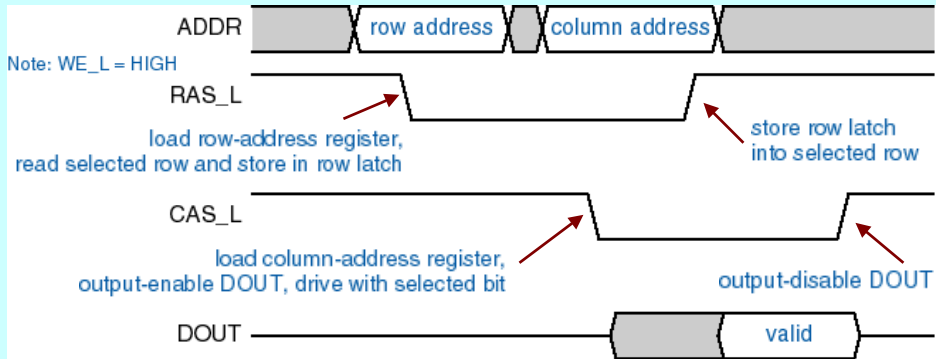 ADDR
row address
column address
Note: WE_L = HIGH
RAS_L
load row-address register,
read selected row and store in row latch
store row latch
into selected row
CAS_L
load column-address register,
output-enable DOUT, drive with selected bit
output-disable DOUT
DOUT
valid